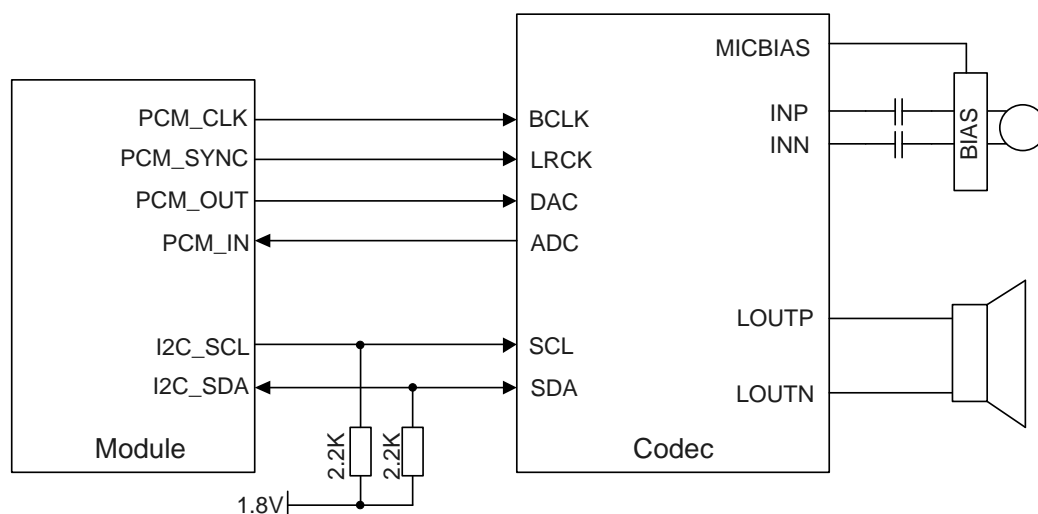 MICBIAS
PCM_CLK
BCLK
INP
BIAS
PCM_SYNC
LRCK
INN
PCM_OUT
DAC
PCM_IN
ADC
LOUTP
I2C_SCL
SCL
I2C_SDA
SDA
LOUTN
Module
2.2K
2.2K
Codec
1.8V